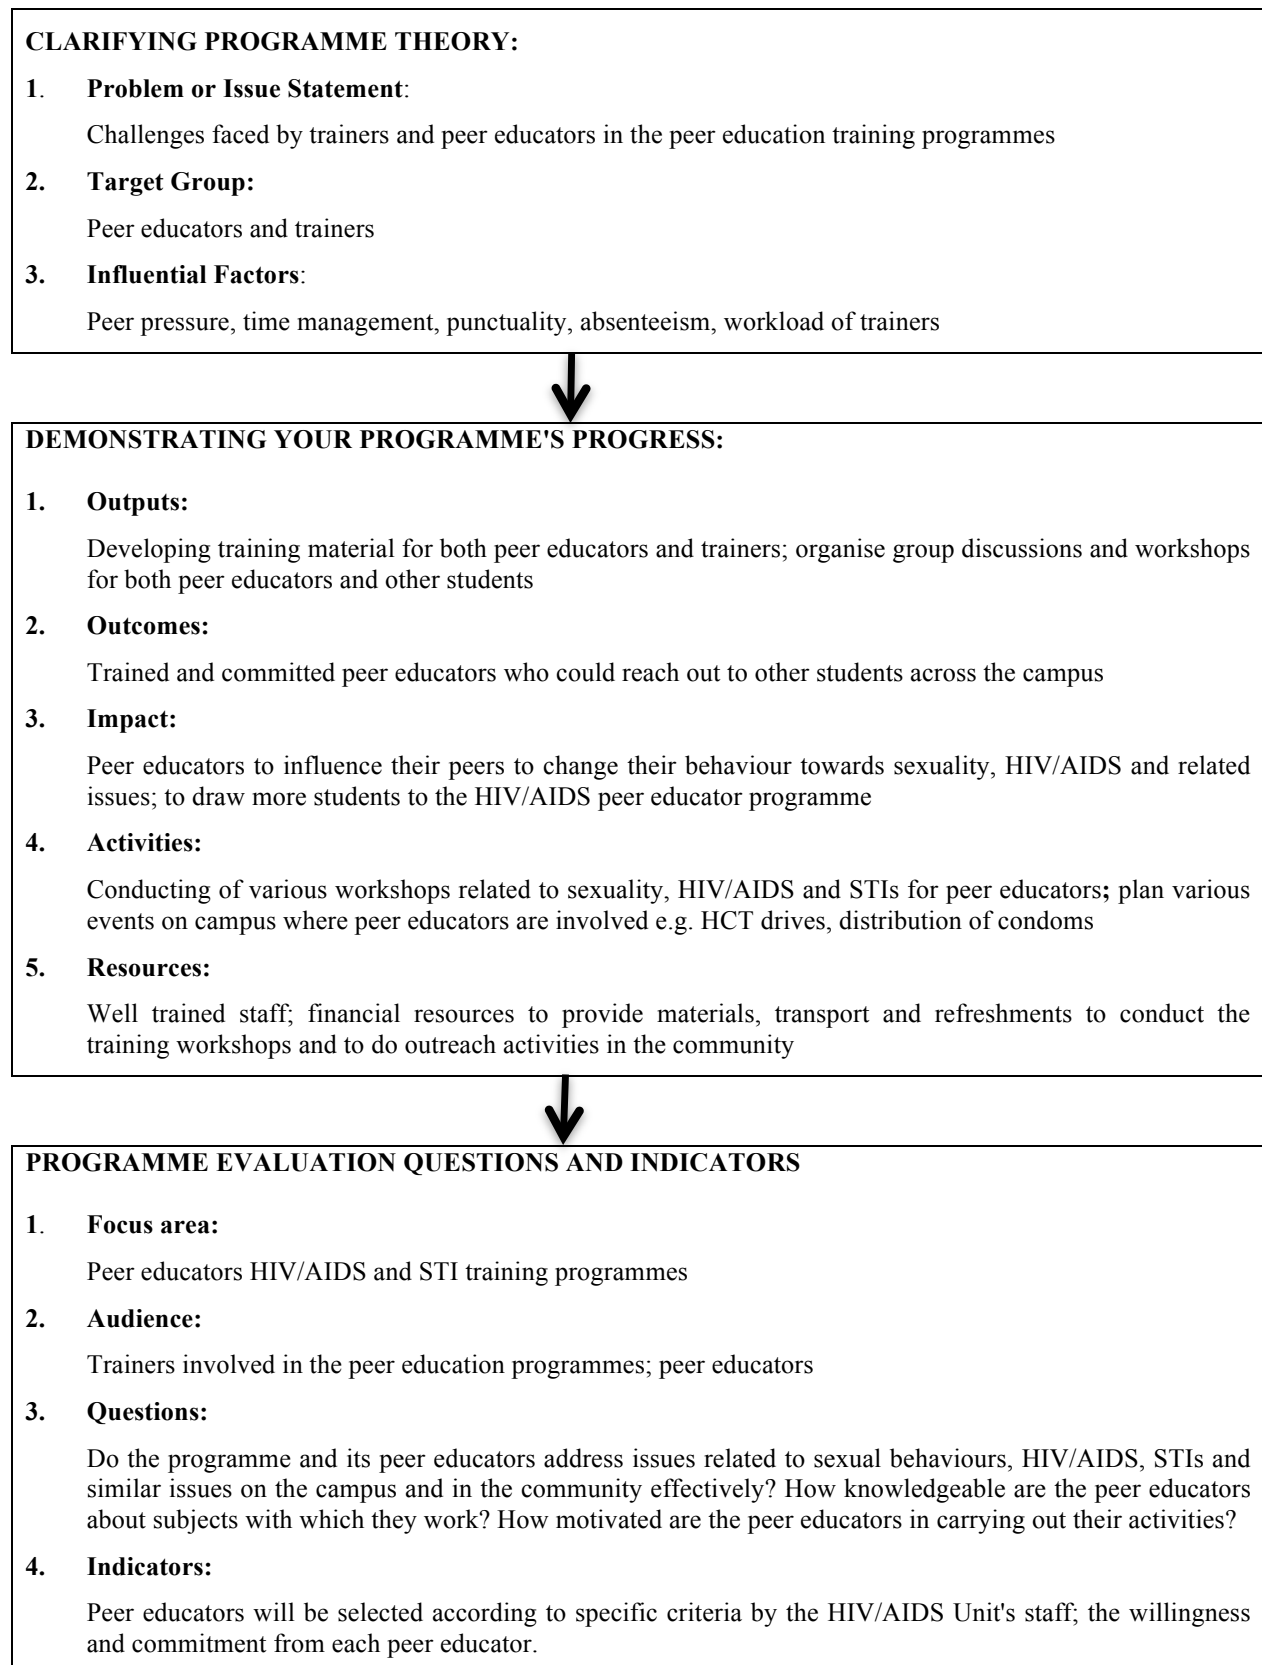 CLARIFYING PROGRAMME THEORY:
1. Problem or Issue Statement:
Challenges faced by trainers and peer educators in the peer education training programmes
2. Target Group:
Peer educators and trainers
3. Influential Factors:
Peer pressure, time management, punctuality, absenteeism, workload of trainers
DEMONSTRATING YOUR PROGRAMME'S PROGRESS:
1. Outputs:
Developing training material for both peer educators and trainers; organise group discussions and workshops
for both peer educators and other students
2. Outcomes:
Trained and committed peer educators who could reach out to other students across the campus
3. Impact:
Peer educators to influence their peers to change their behaviour towards sexuality, HIV/AIDS and related
issues; to draw more students to the HIV/AIDS peer educator programme
4. Activities:
Conducting of various workshops related to sexuality, HIV/AIDS and STIs for peer educators; plan various
events on campus where peer educators are involved e.g. HCT drives, distribution of condoms
5. Resources:
Well trained staff; financial resources to provide materials, transport and refreshments to conduct the
training workshops and to do outreach activities in the community
PROGRAMME EVALUATION QUESTIONS AND INDICATORS
1. Focus area:
Peer educators HIV/AIDS and STI training programmes
2. Audience:
Trainers involved in the peer education programmes; peer educators
3. Questions:
Do the programme and its peer educators address issues related to sexual behaviours, HIV/AIDS, STIs and
similar issues on the campus and in the community effectively? How knowledgeable are the peer educators
about subjects with which they work? How motivated are the peer educators in carrying out their activities?
4. Indicators:
Peer educators will be selected according to specific criteria by the HIV/AIDS Unit's staff; the willingness
and commitment from each peer educator.